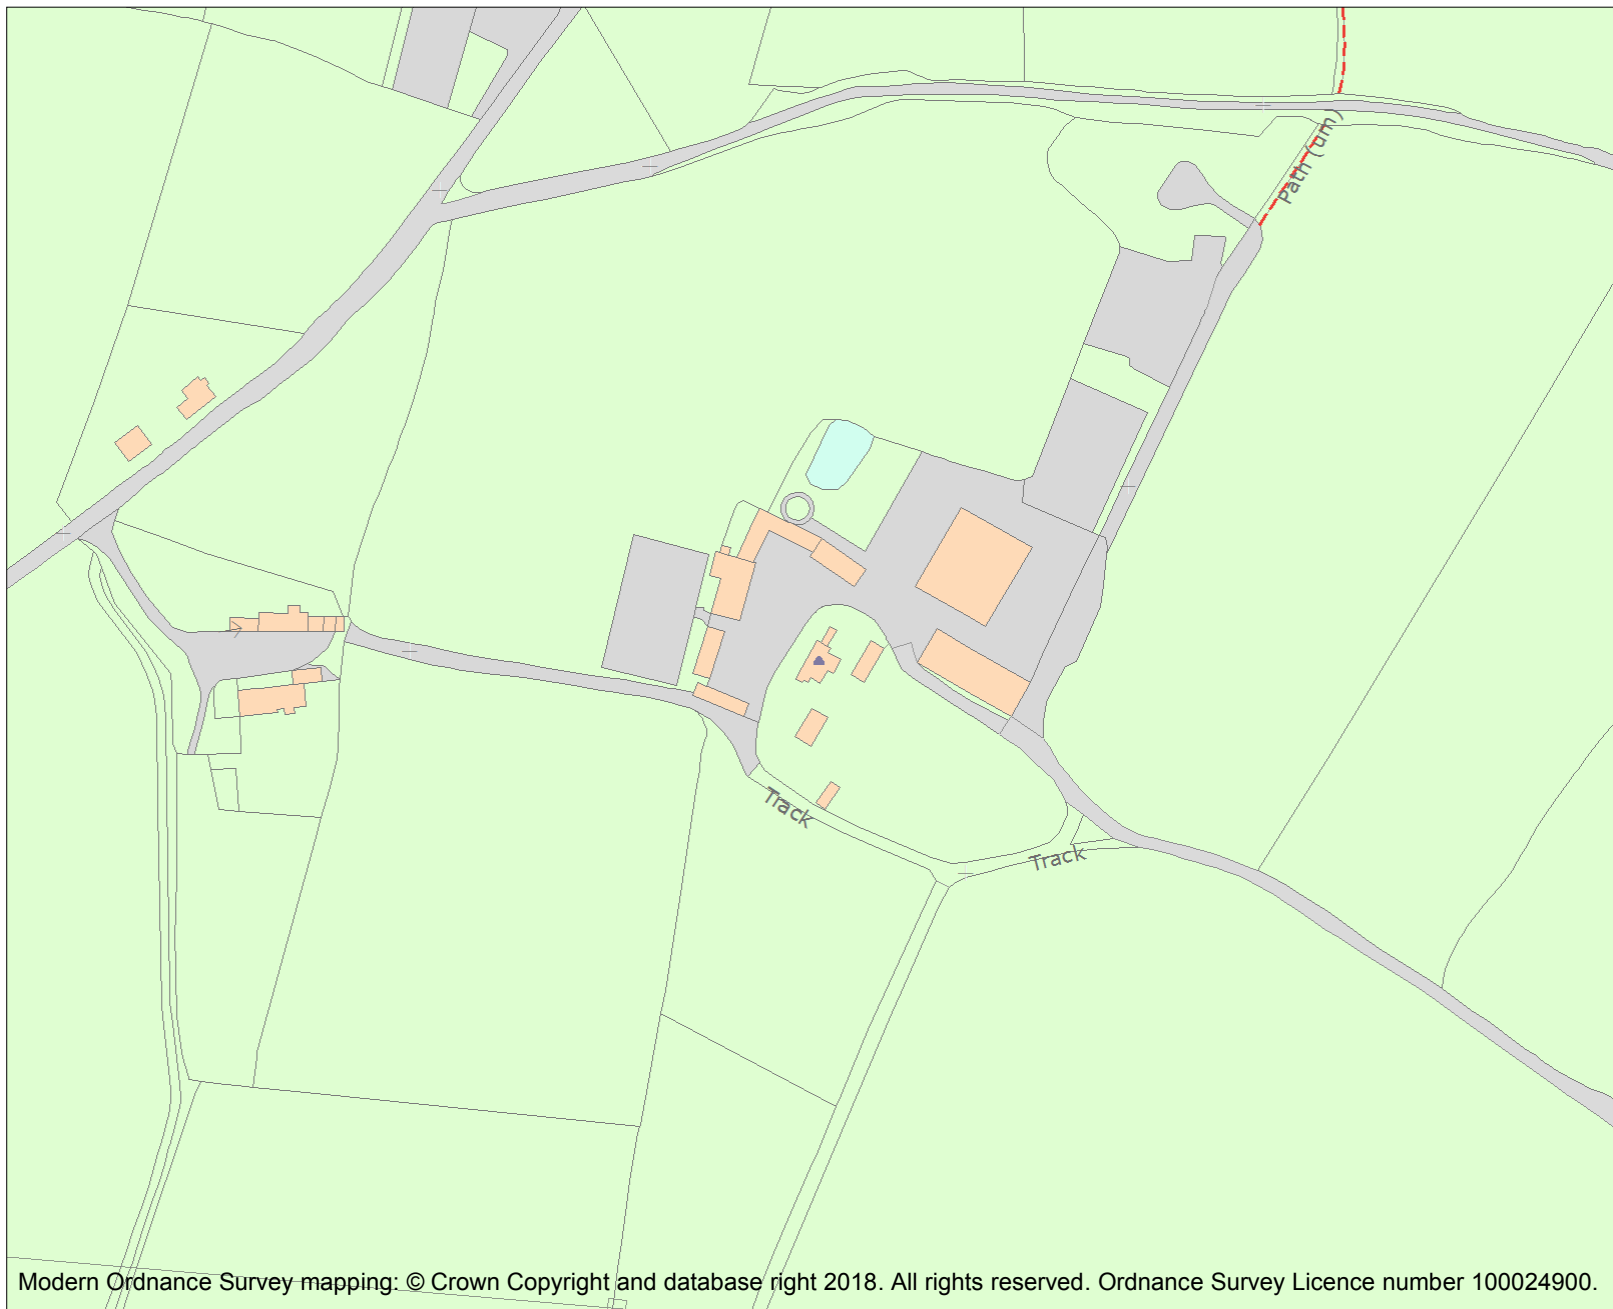 Path (um)
Track
Track
Modern Ordnance Survey mapping: © Crown Copyright and database right 2018. All rights reserved. Ordnance Survey Licence number 100024900.